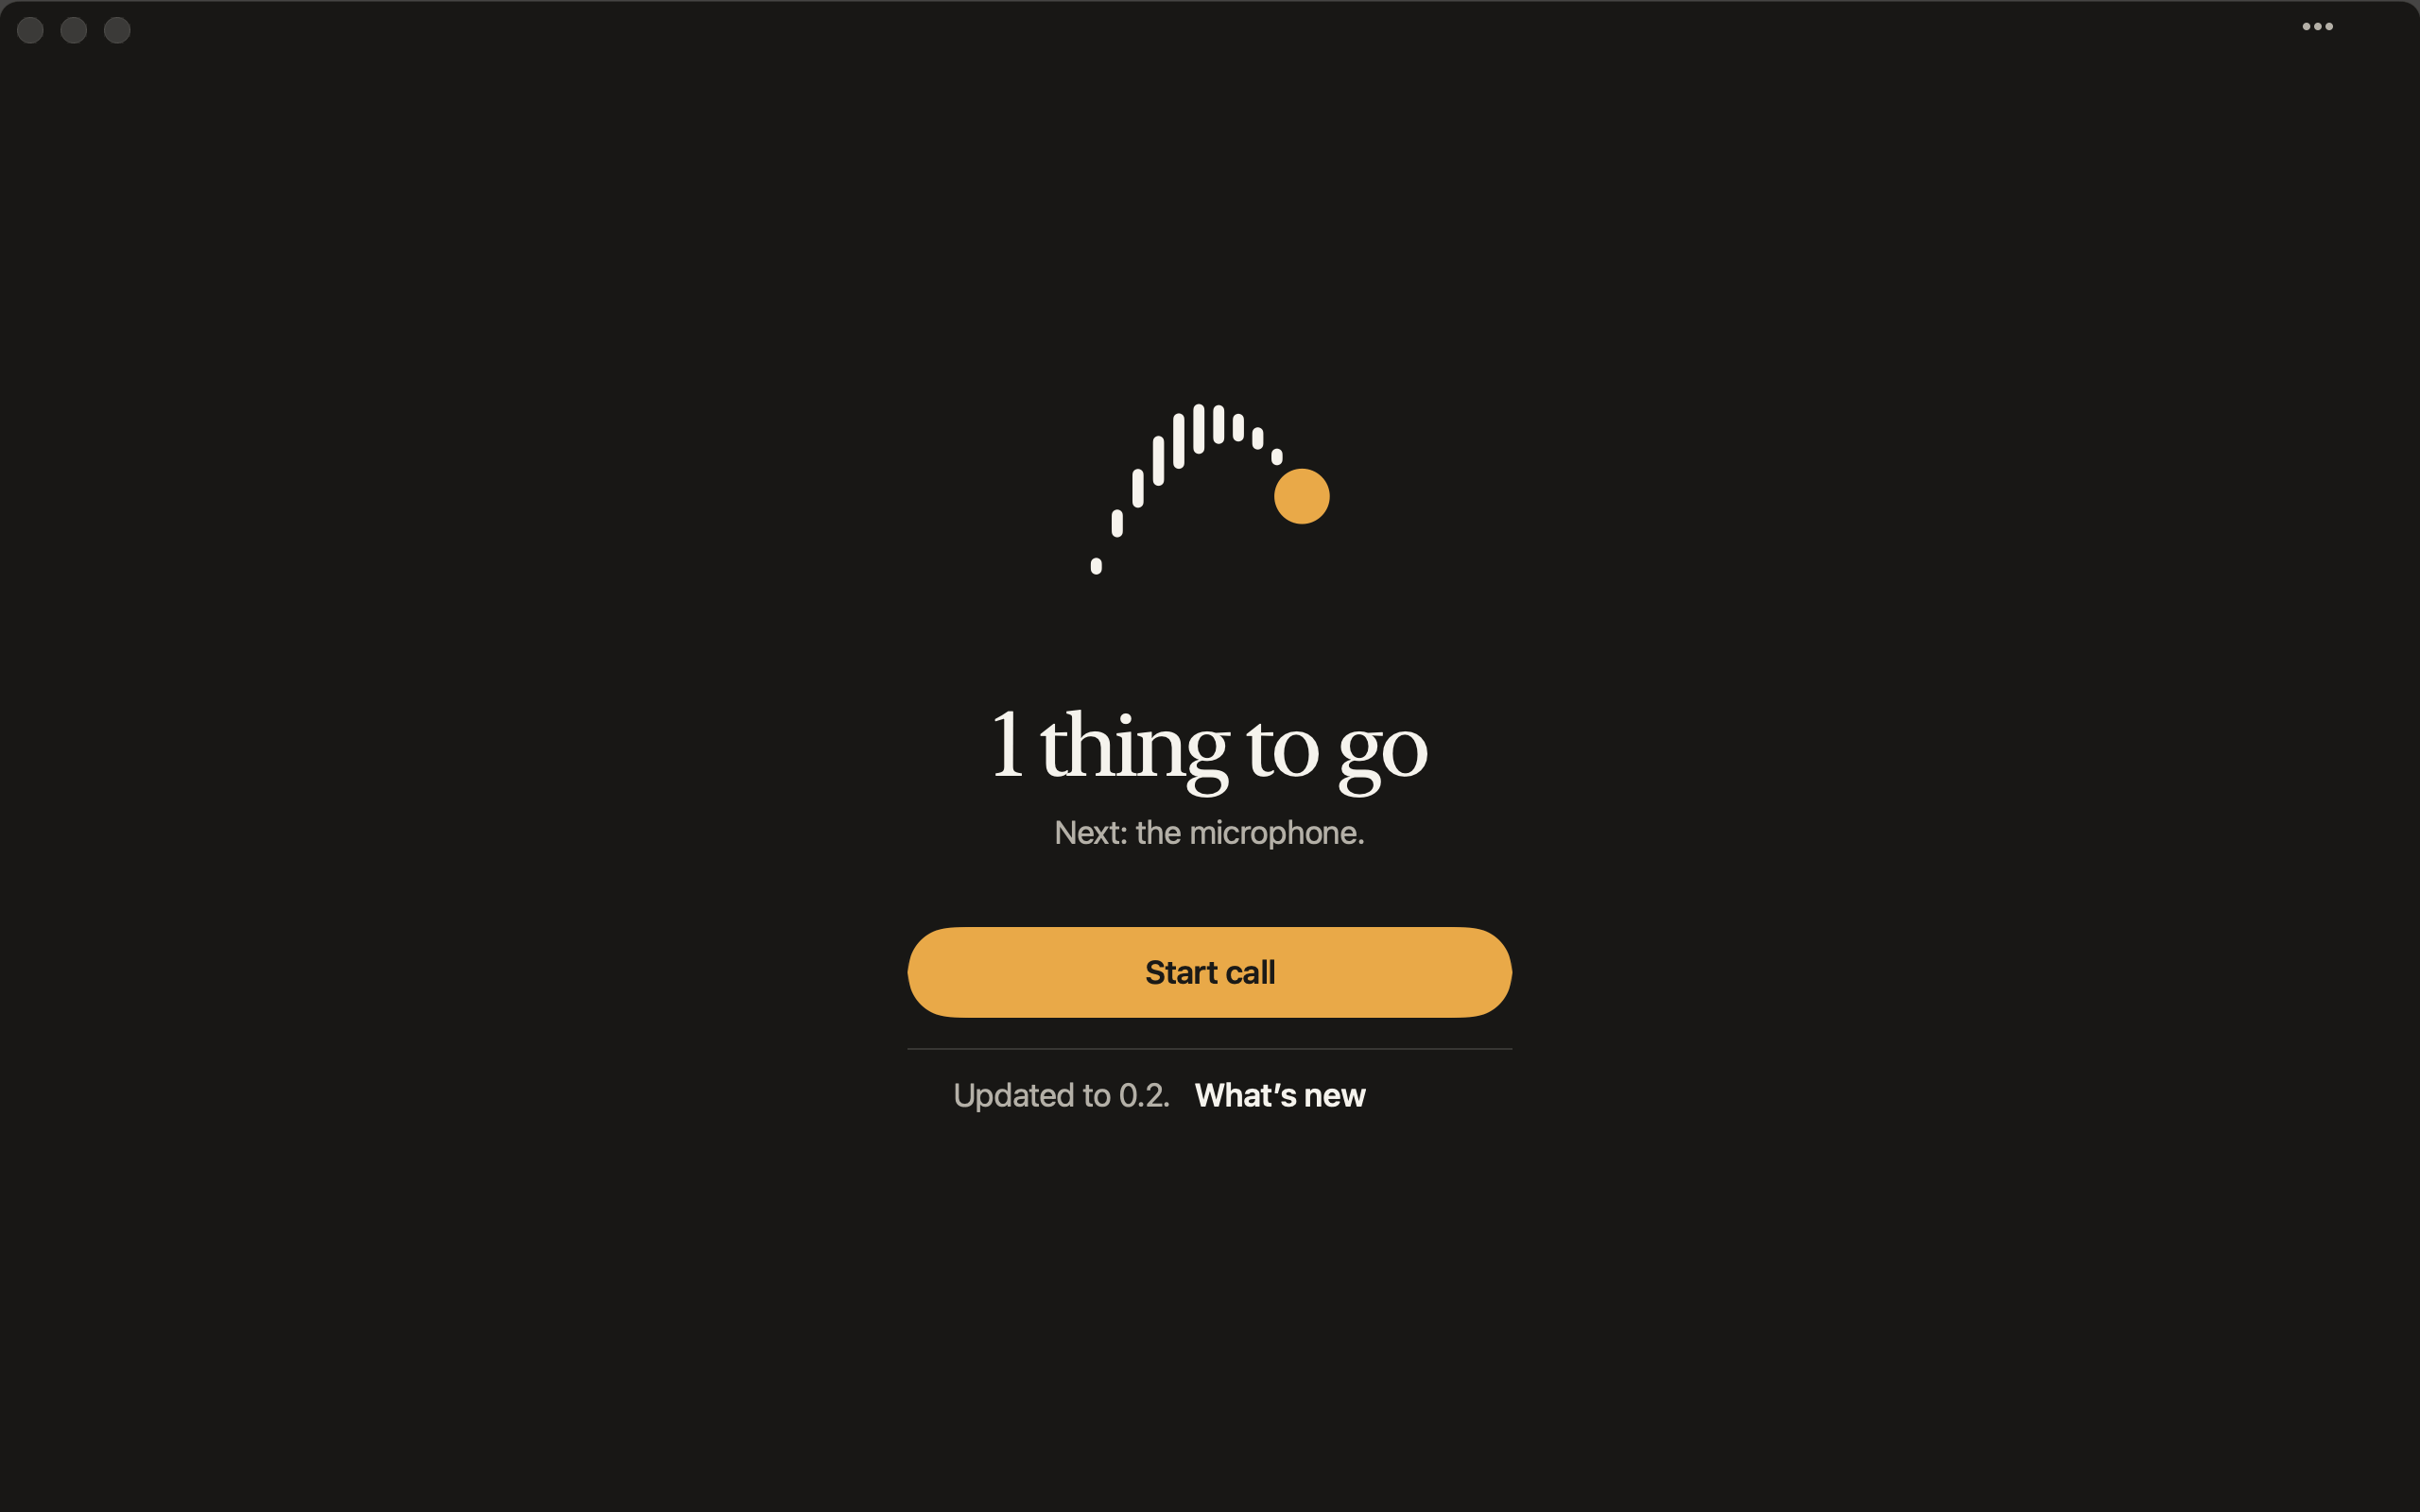 1 thing to go
Next: the microphone.
Start call
Updated to 0.2. What’s new